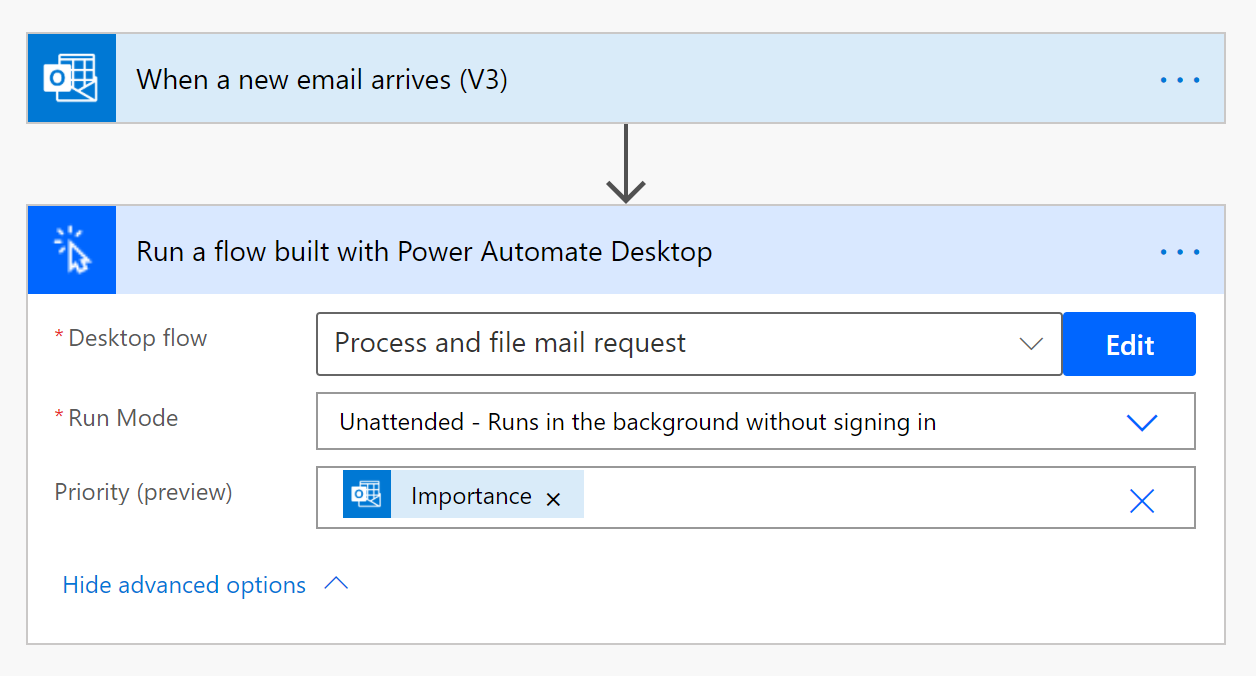 When a new email arrives (V3)
Run a flow built with Power Automate Desktop
* Desktop flow
Process and file mail request
Edit
* Run Mode
Unattended - Runs in the background without signing in
Priority (preview)
Importance
Hide advanced options